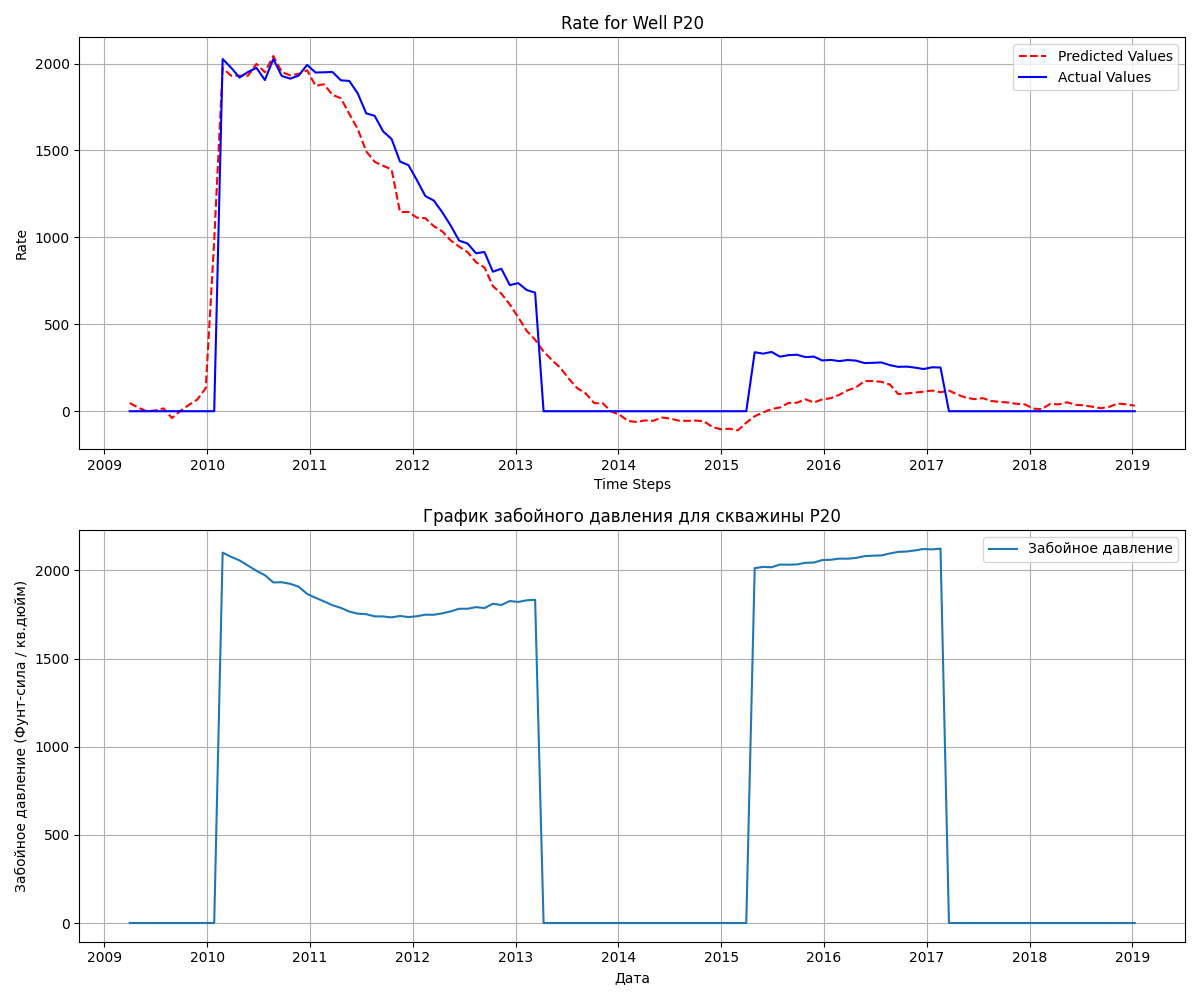 Rate for Well P20
Predicted Values
Actual Values
Rate
2000
1500
1000
500
0
2009 2010 2011 2012 2013 2014 2015 2016 2017 2018 2019
Time Steps
График забойного давления для скважины P20
Забойное давление
Забойное давление (Фунт-сила / кв.дюйм)
2000
1500
1000
500
0
2009 2010 2011 2012 2013 2014 2015 2016 2017 2018 2019
Дата